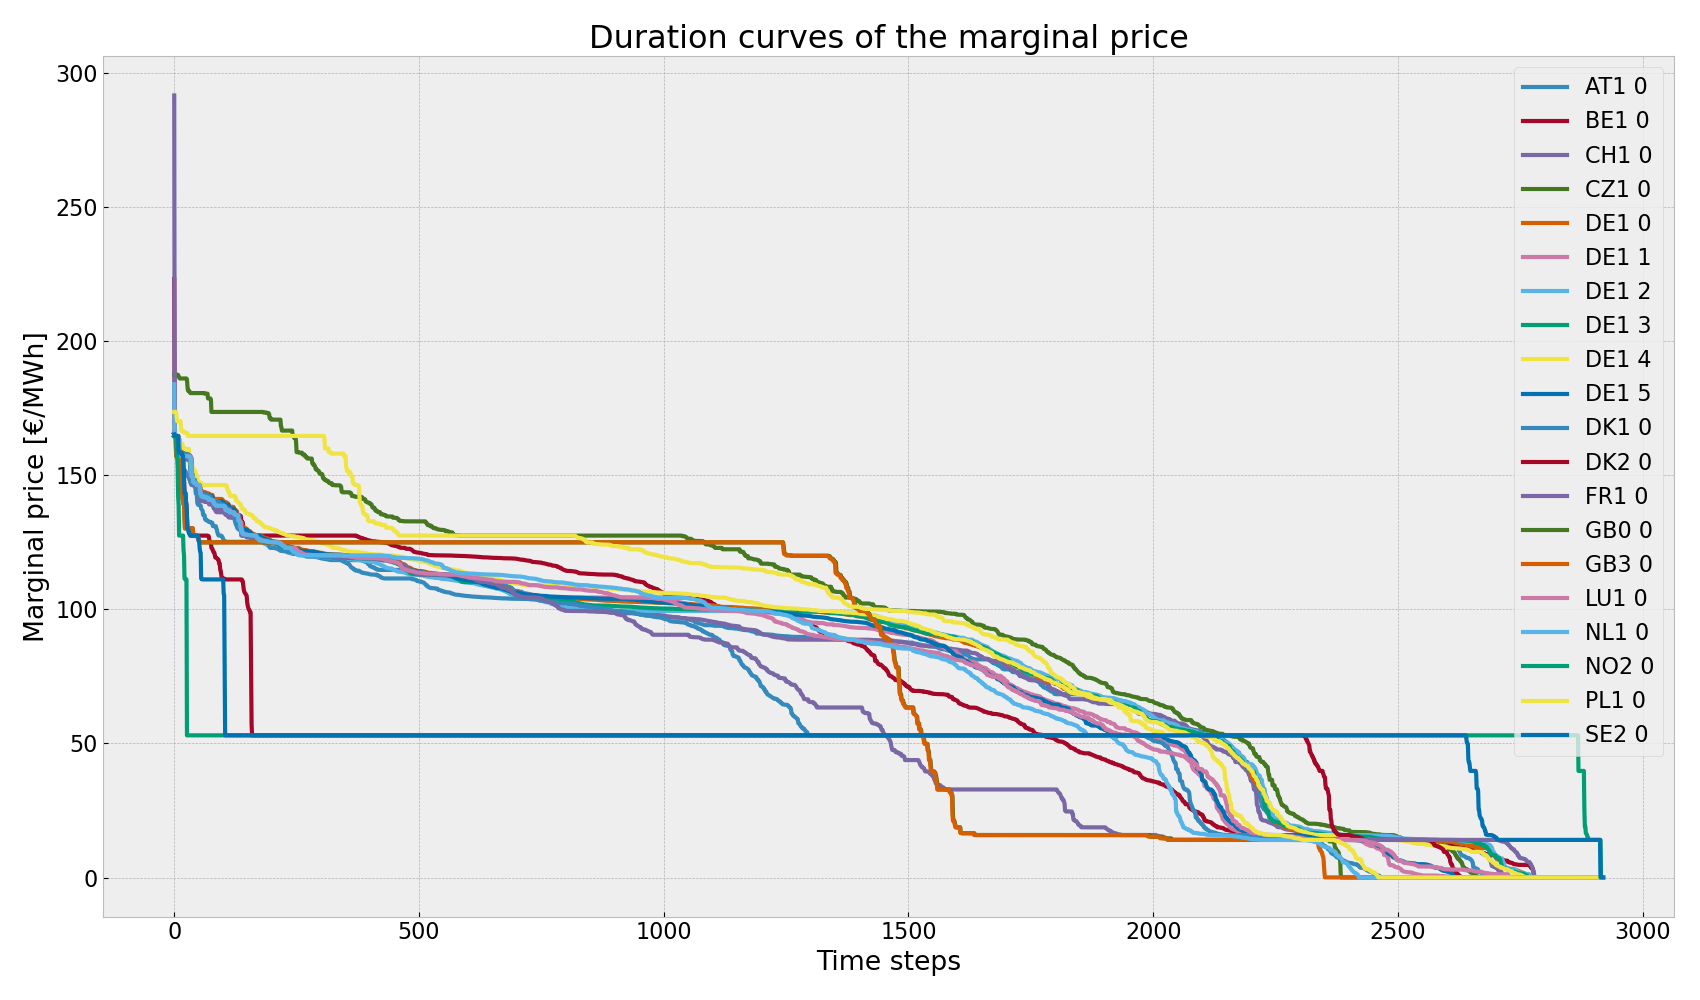 Duration curves of the marginal price
Marginal price [€/MWh]
300
250
200
150
100
50
0
0
500
1000
1500
2000
2500
3000
Time steps
AT1 0
BE1 0
CH1 0
CZ1 0
DE1 0
DE1 1
DE1 2
DE1 3
DE1 4
DE1 5
DK1 0
DK2 0
FR1 0
GB0 0
GB3 0
LU1 0
NL1 0
NO2 0
PL1 0
SE2 0